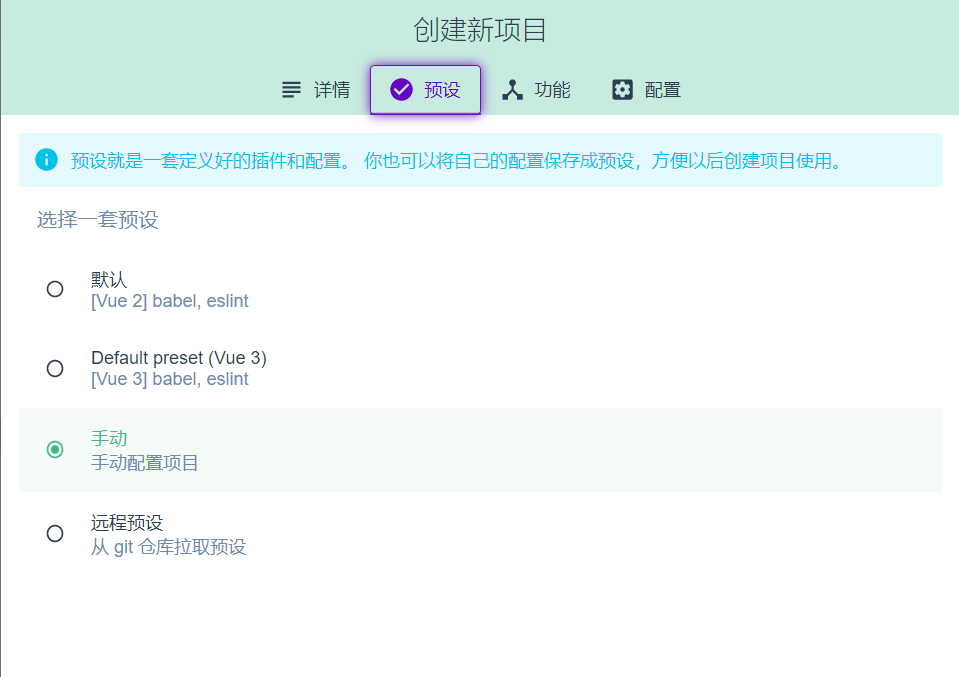 创建新项目
详情 预设 功能 配置
预设就是一套定义好的插件和配置。 你也可以将自己的配置保存成预设，方便以后创建项目使用。
选择一套预设
默认
[Vue 2] babel, eslint
Default preset (Vue 3)
[Vue 3] babel, eslint
手动
手动配置项目
远程预设
从 git 仓库拉取预设